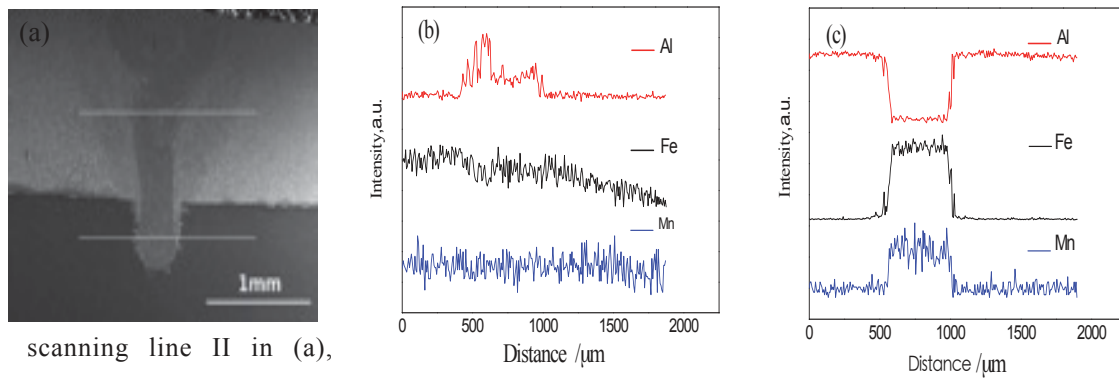 (a)
1mm
scanning line II in (a),
(b)
Al
Fe
Mn
Intensity,a.u.
0 500 1000 1500 2000
Distance /μm
(c)
Al
Fe
Mn
Intensity,a.u.
0 500 1000 1500 2000
Distance /μm